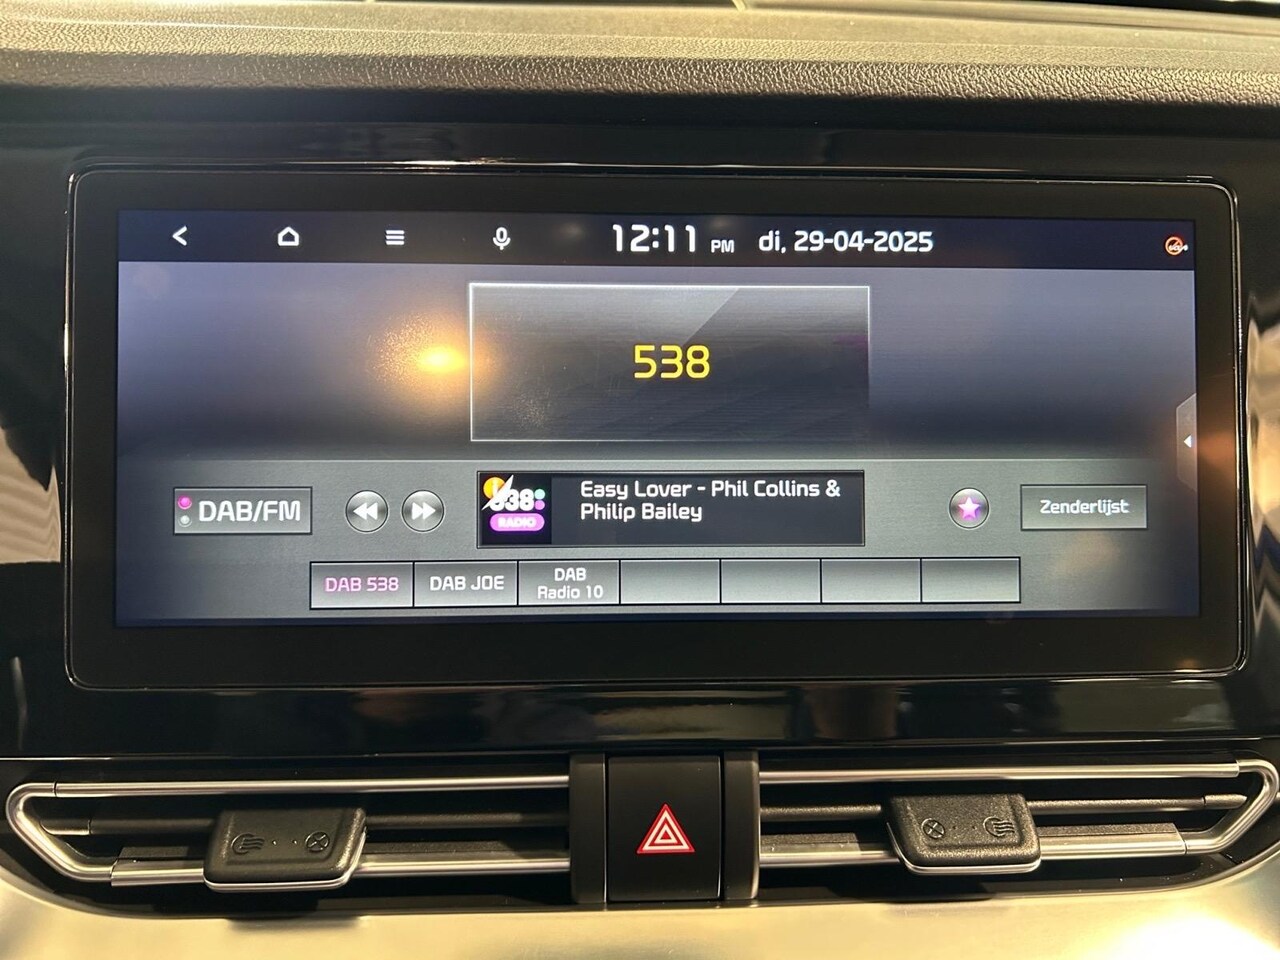 12:11 PM di, 29-04-2025
538
DAB/FM
538
RADIO
Easy Lover - Phil Collins &
Philip Bailey
Zenderlijst
DAB 538
DAB JOE
DAB
Radio 10